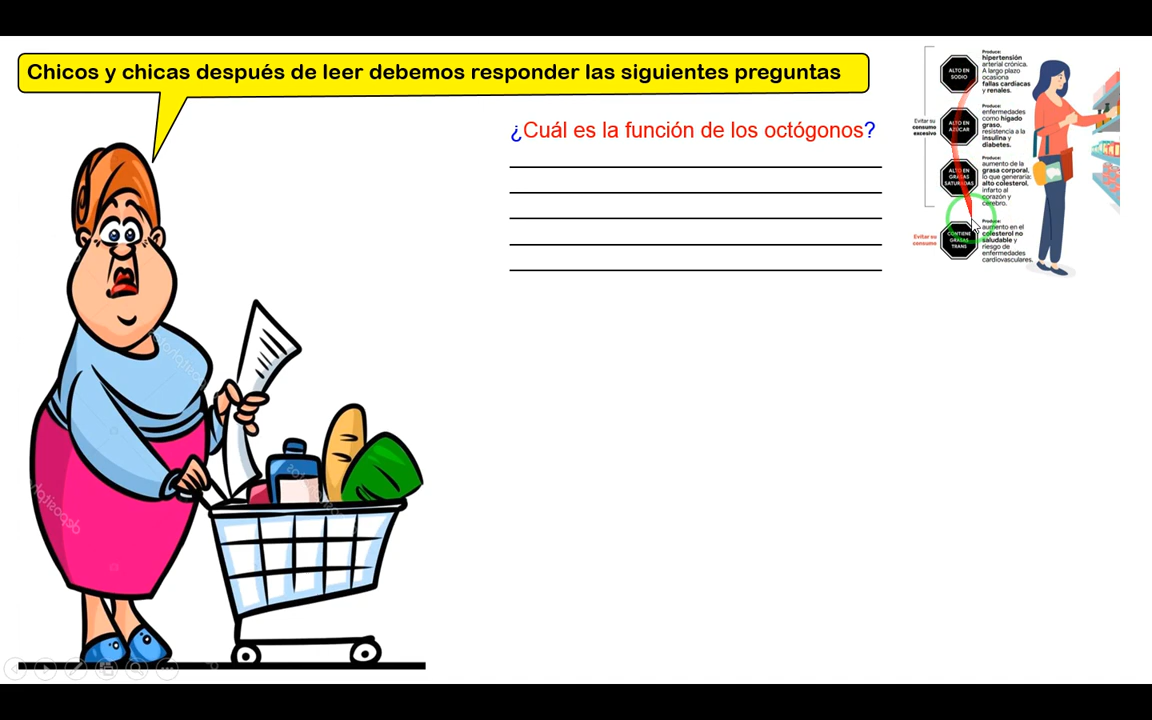 Chicos y chicas después de leer debemos responder las siguientes preguntas
¿Cuál es la función de los octógonos?
Evitar su
consumo
excesivo
ALTO EN
SODIO
Produce:
hipertensión
arterial crónica.
A largo plazo
ocasiona
fallas cardíacas
y renales.
ALTO EN
AZÚCAR
Produce:
enfermedades
como hígado
graso,
resistencia a la
insulina y
diabetes.
ALTO EN
GRASAS
SATURADAS
Produce:
aumento de la
grasa corporal,
lo que generaría:
alto colesterol,
infarto al
corazón y
cerebro.
Evitar su
consumo
CONTIENE
GRASAS
TRANS
Produce:
aumento en el
colesterol no
saludable y
riesgo de
enfermedades
cardiovasculares.